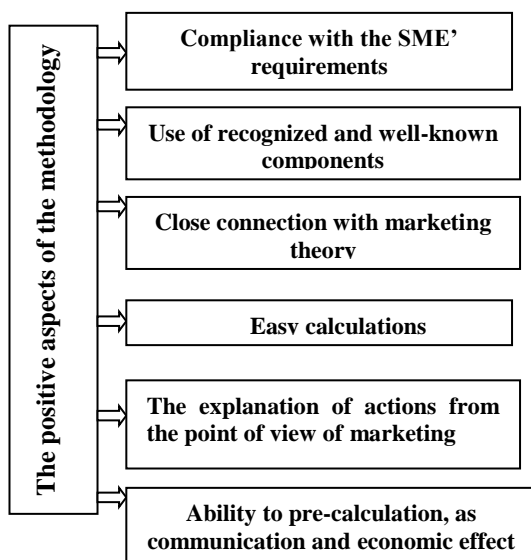 The positive aspects of the methodology
Compliance with the SME'
requirements
Use of recognized and well-known
components
Close connection with marketing
theory
Easy calculations
The explanation of actions from
the point of view of marketing
Ability to pre-calculation, as
communication and economic effect